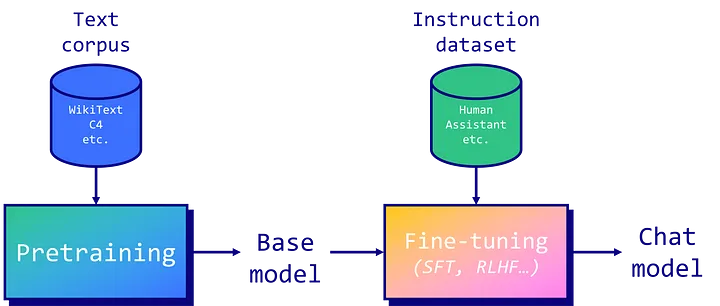 Text
corpus
Instruction
dataset
WikiText
C4
etc.
Human
Assistant
etc.
Pretraining
Base
model
Fine-tuning
(SFT, RLHF…)
Chat
model